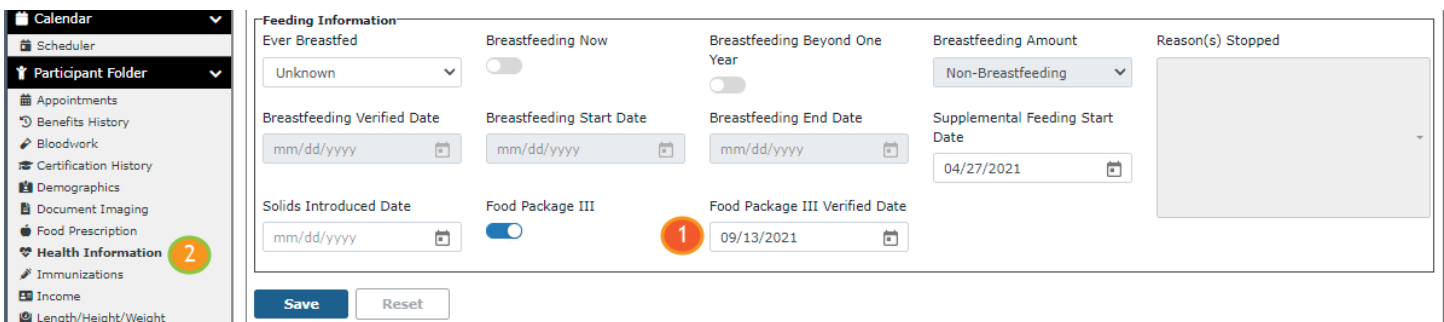 Calendar
Scheduler
Participant Folder
Appointments
Benefits History
Bloodwork
Certification History
Demographics
Document Imaging
Food Prescription
Health Information
2
Immunizations
Income
Length/Height/Weight
Feeding Information
Ever Breastfed
Unknown
Breastfeeding Now
Breastfeeding Beyond One
Year
Breastfeeding Amount
Non-Breastfeeding
Reason(s) Stopped
Breastfeeding Verified Date
mm/dd/yyyy
Breastfeeding Start Date
mm/dd/yyyy
Breastfeeding End Date
mm/dd/yyyy
Supplemental Feeding Start
Date
04/27/2021
Solids Introduced Date
mm/dd/yyyy
Food Package III
Food Package III Verified Date
1
09/13/2021
Save
Reset